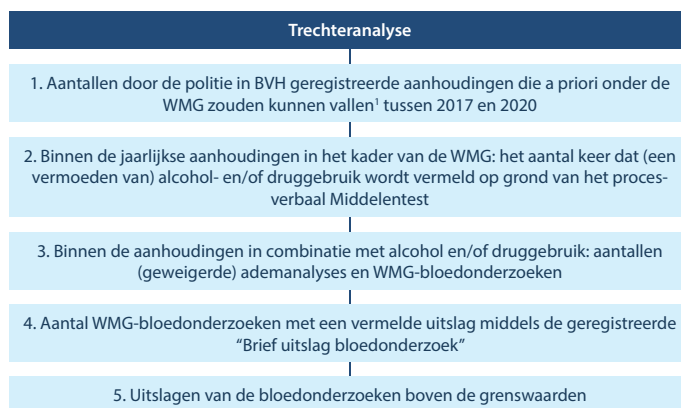 Trechteranalyse
1. Aantallen door de politie in BVH geregistreerde aanhoudingen die a priori onder de
WMG zouden kunnen vallen¹ tussen 2017 en 2020
2. Binnen de jaarlijkse aanhoudingen in het kader van de WMG: het aantal keer dat (een
vermoeden van) alcohol- en/of druggebruik wordt vermeld op grond van het proces-
verbaal Middelentest
3. Binnen de aanhoudingen in combinatie met alcohol en/of druggebruik: aantallen
(geweigerde) ademanalyses en WMG-bloedonderzoeken
4. Aantal WMG-bloedonderzoeken met een vermelde uitslag middels de geregistreerde
“Brief uitslag bloedonderzoek”
5. Uitslagen van de bloedonderzoeken boven de grenswaarden